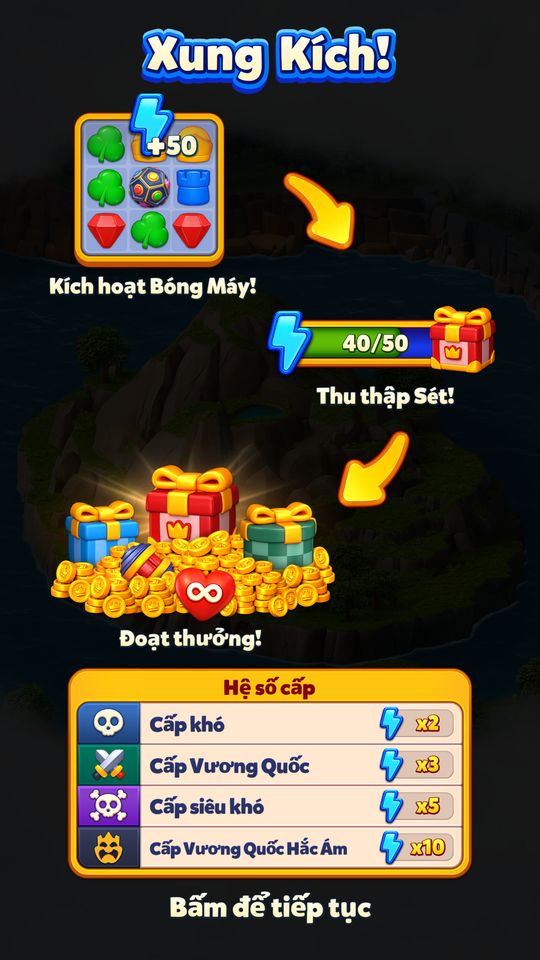 Xung Kích!
+50
Kích hoạt Bóng Máy!
40/50
Thu thập Sét!
Đoạt thưởng!
Hệ số cấp
Cấp khó x2
Cấp Vương Quốc x3
Cấp siêu khó x5
Cấp Vương Quốc Hắc Ám x10
Bấm để tiếp tục